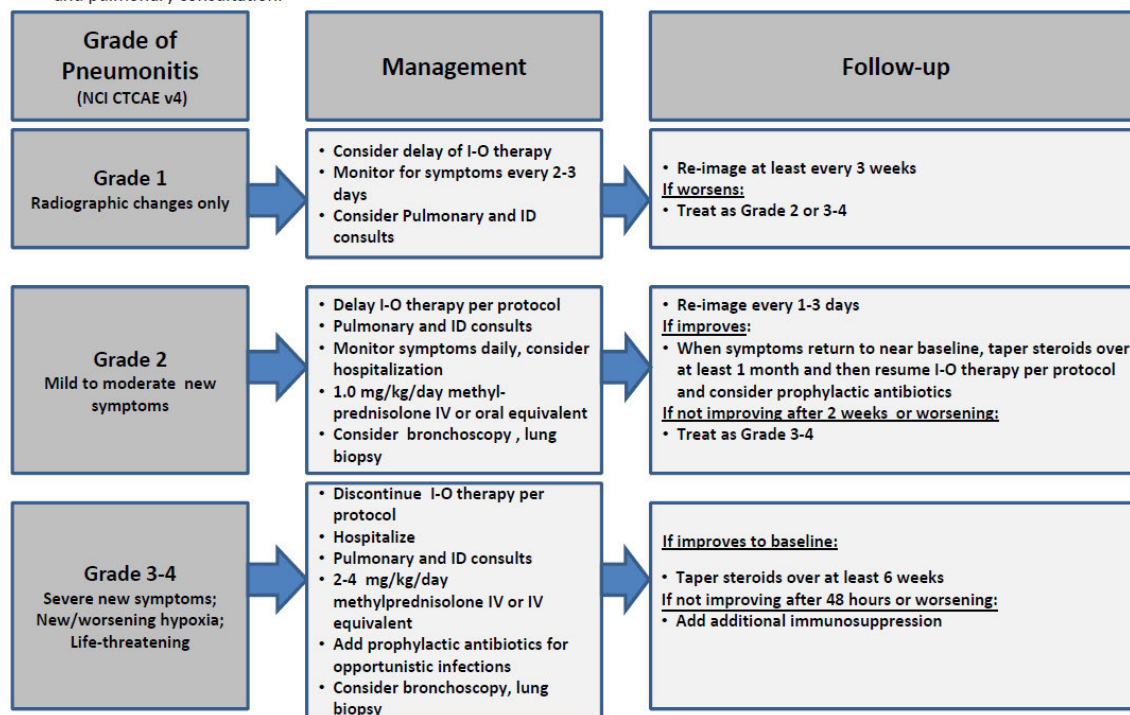 and pulmonary consultation.
Grade of
Pneumonitis
(NCI CTCAE v4)
Management
Follow-up
Grade 1
Radiographic changes only
• Consider delay of I-O therapy
• Monitor for symptoms every 2-3
days
• Consider Pulmonary and ID
consults
• Re-image at least every 3 weeks
If worsens:
• Treat as Grade 2 or 3-4
Grade 2
Mild to moderate new
symptoms
• Delay I-O therapy per protocol
• Pulmonary and ID consults
• Monitor symptoms daily, consider
hospitalization
• 1.0 mg/kg/day methyl-
prednisolone IV or oral equivalent
• Consider bronchoscopy , lung
biopsy
• Re-image every 1-3 days
If improves:
• When symptoms return to near baseline, taper steroids over
at least 1 month and then resume I-O therapy per protocol
and consider prophylactic antibiotics
If not improving after 2 weeks or worsening:
• Treat as Grade 3-4
Grade 3-4
Severe new symptoms;
New/worsening hypoxia;
Life-threatening
• Discontinue I-O therapy per
protocol
• Hospitalize
• Pulmonary and ID consults
• 2-4 mg/kg/day
methylprednisolone IV or IV
equivalent
• Add prophylactic antibiotics for
opportunistic infections
• Consider bronchoscopy, lung
biopsy
If improves to baseline:
• Taper steroids over at least 6 weeks
If not improving after 48 hours or worsening:
• Add additional immunosuppression